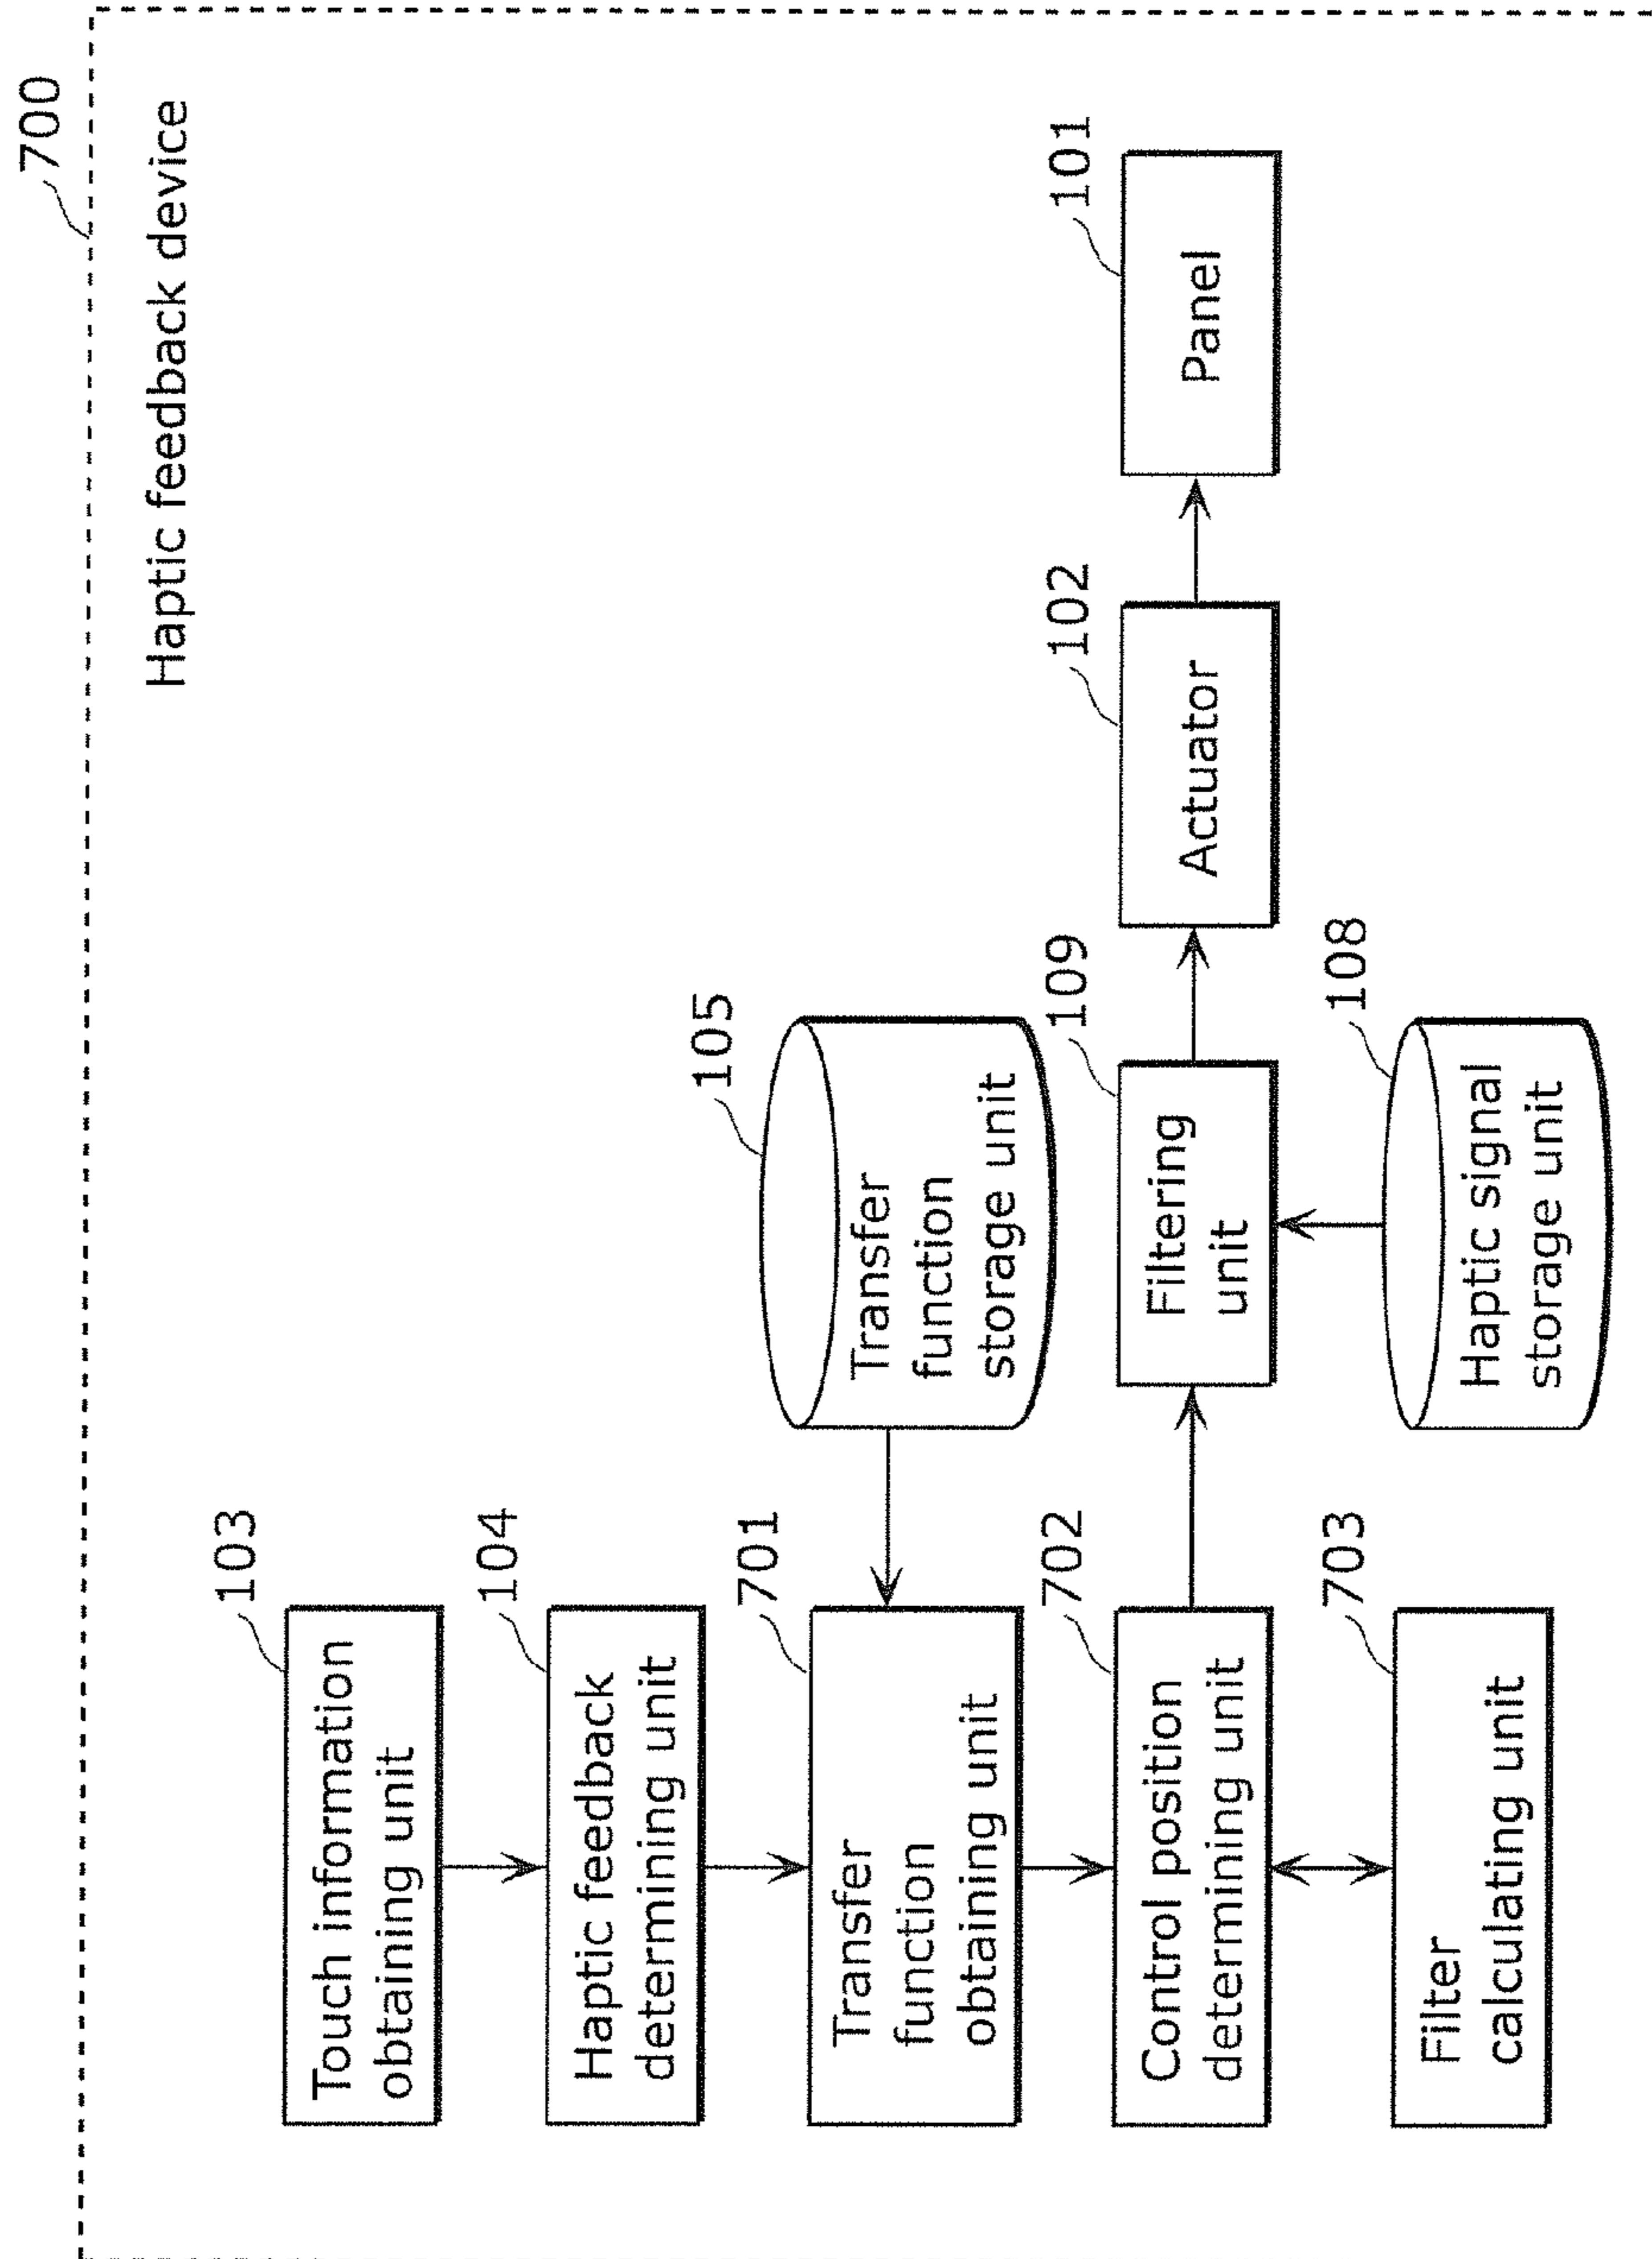 700
Haptic feedback device
103
Touch information
obtaining unit
104
Haptic feedback
determining unit
105
Transfer
function
storage unit
701
Transfer
function
obtaining unit
702
Control position
determining unit
109
Filtering
unit
102
Actuator
101
Panel
703
Filter
calculating unit
108
Haptic signal
storage unit